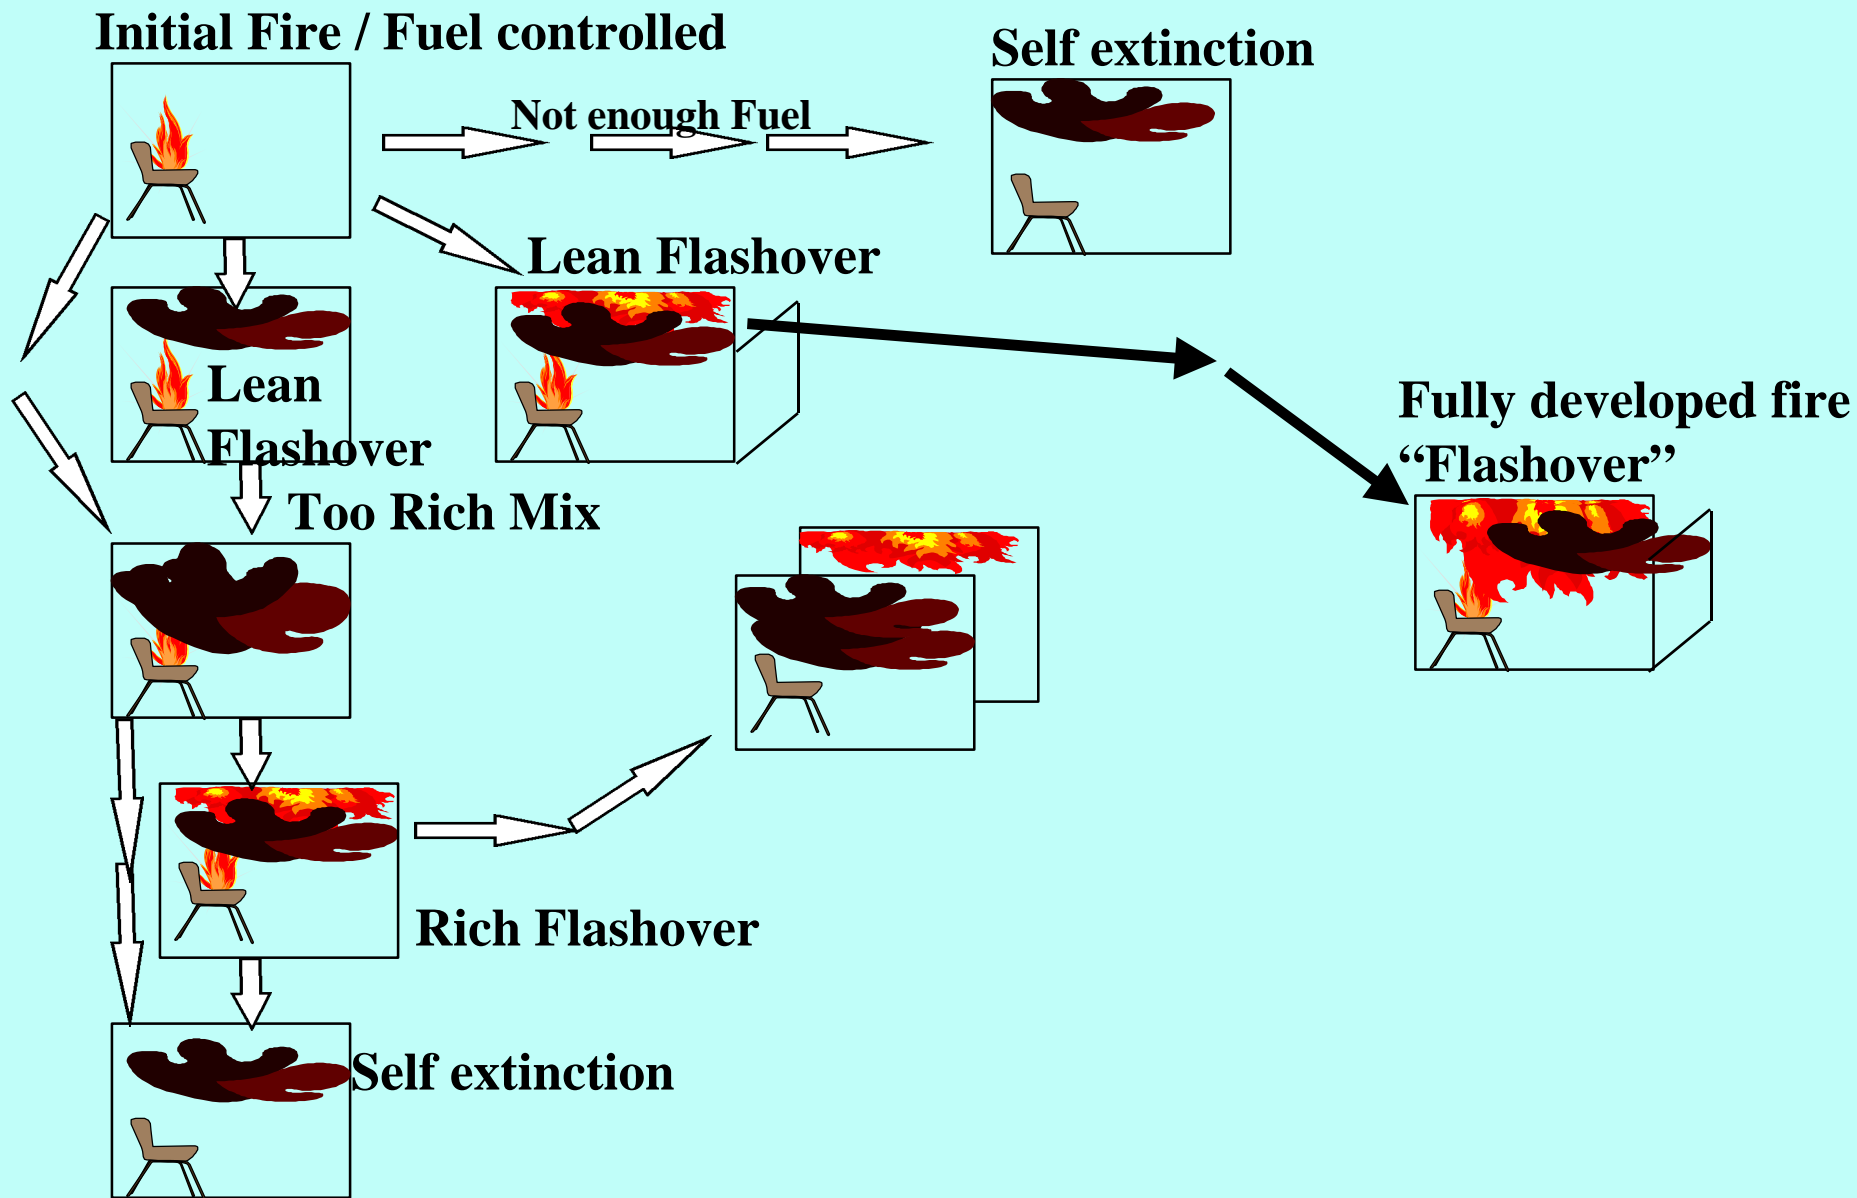 Initial Fire / Fuel controlled
Self extinction
Not enough Fuel
Lean Flashover
Lean
Flashover
Fully developed fire
“Flashover”
Too Rich Mix
Rich Flashover
Self extinction